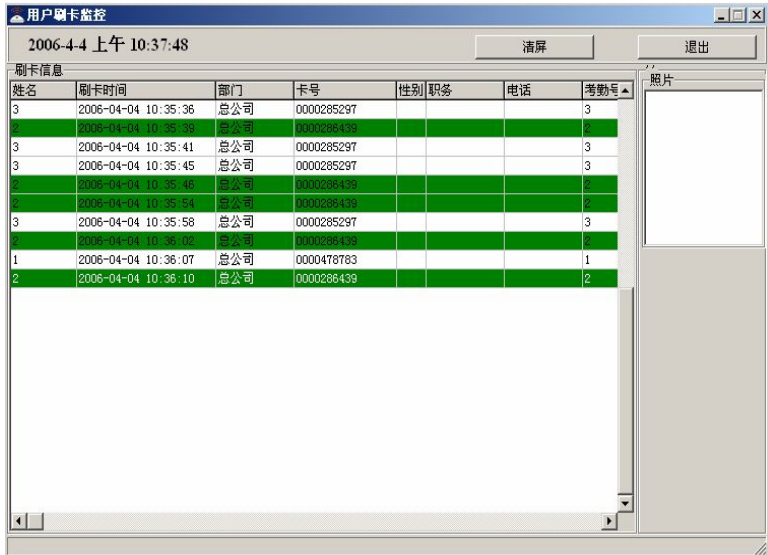 用户刷卡监控
2006-4-4 上午 10:37:48 清屏 退出
刷卡信息
照片
姓名 刷卡时间 部门 卡号 性别 职务 电话 考勤号
3 2006-04-04 10:35:36 总公司 0000285297 3
2 2006-04-04 10:35:39 总公司 0000286439 2
3 2006-04-04 10:35:41 总公司 0000285297 3
3 2006-04-04 10:35:45 总公司 0000285297 3
2 2006-04-04 10:35:46 总公司 0000286439 2
2 2006-04-04 10:35:54 总公司 0000286439 2
3 2006-04-04 10:35:58 总公司 0000285297 3
2 2006-04-04 10:36:02 总公司 0000286439 2
1 2006-04-04 10:36:07 总公司 0000478783 1
2 2006-04-04 10:36:10 总公司 0000286439 2